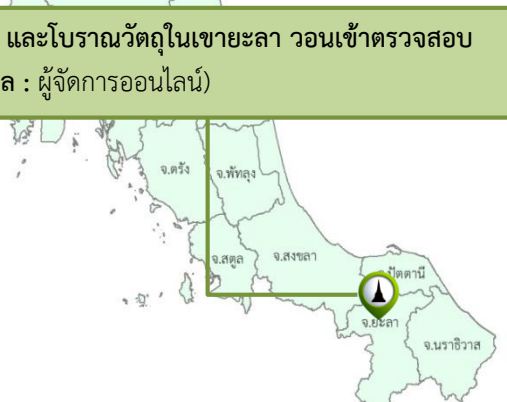 และโบราณวัตถุในเขายะลา วอนเข้าตรวจสอบ
ล : ผู้จัดการออนไลน์)
จ.ตรัง
จ.พัทลุง
จ.สตูล
จ.สงขลา
ปัตตานี
จ.ยะลา
จ.นราธิวาส